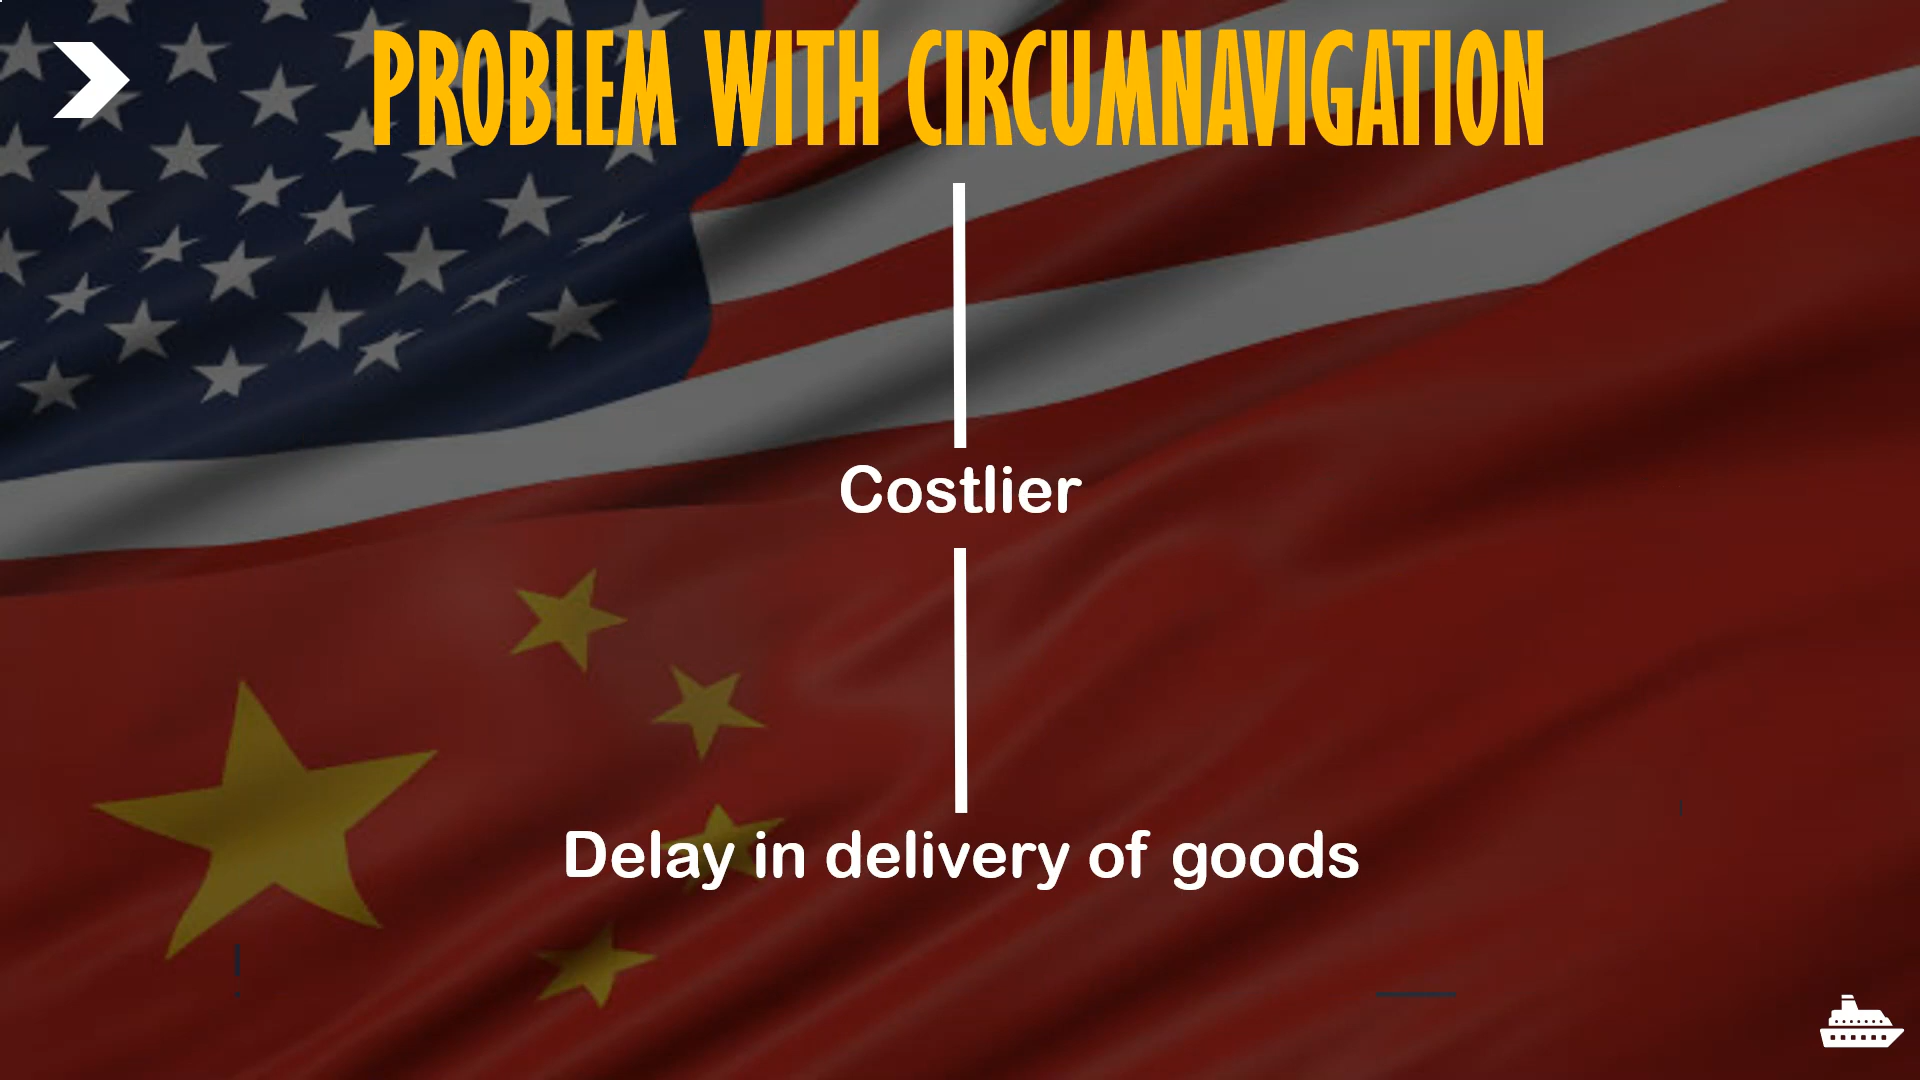 PROBLEM WITH CIRCUMNAVIGATION
Costlier
Delay in delivery of goods